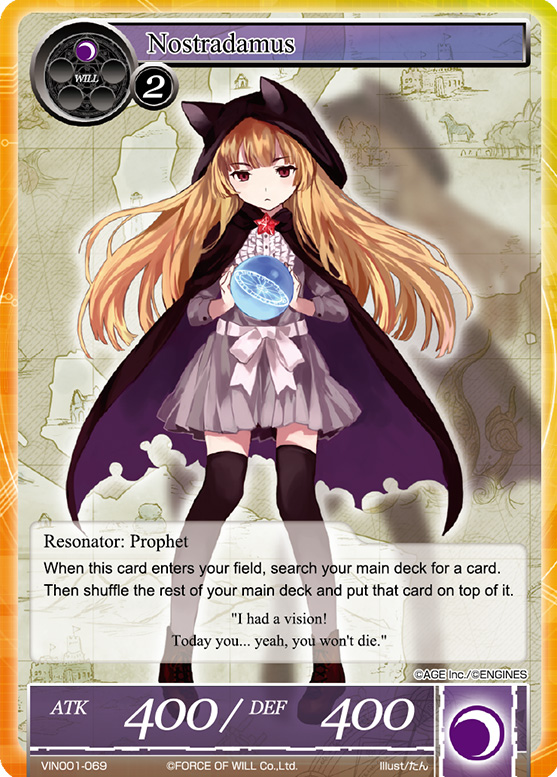 Nostradamus
WILL
2
Resonator: Prophet
When this card enters your field, search your main deck for a card.
Then shuffle the rest of your main deck and put that card on top of it.
"I had a vision!
Today you... yeah, you won't die."
©AGE Inc./©ENGINES
ATK 400/ DEF 400
VIN001-069 ©FORCE OF WILL Co.,Ltd. Illust/たん